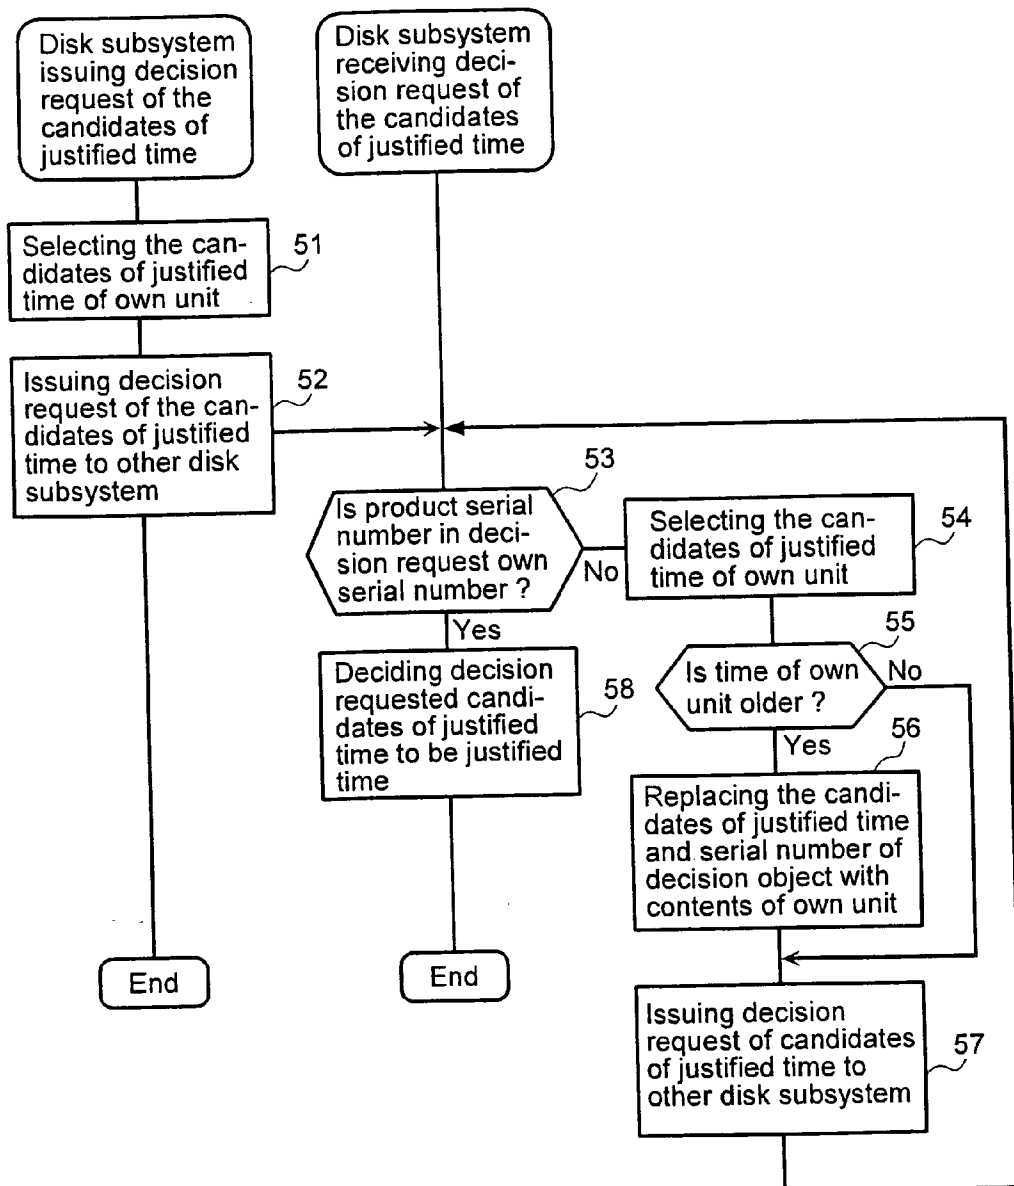 Disk subsystem
issuing decision
request of the
candidates of
justified time
Disk subsystem
receiving deci-
sion request of
the candidates
of justified time
Selecting the can-
didates of justified
time of own unit
51
Issuing decision
request of the can-
didates of justified
time to other disk
subsystem
52
Is product serial
number in deci-
sion request own
serial number ?
53
No
Yes
Selecting the can-
didates of justified
time of own unit
54
Is time of own
unit older ?
55
No
Yes
Deciding decision
requested candi-
dates of justified
time to be justified
time
58
Replacing the candi-
dates of justified time
and serial number of
decision object with
contents of own unit
56
End
End
Issuing decision
request of candidates
of justified time to
other disk subsystem
57